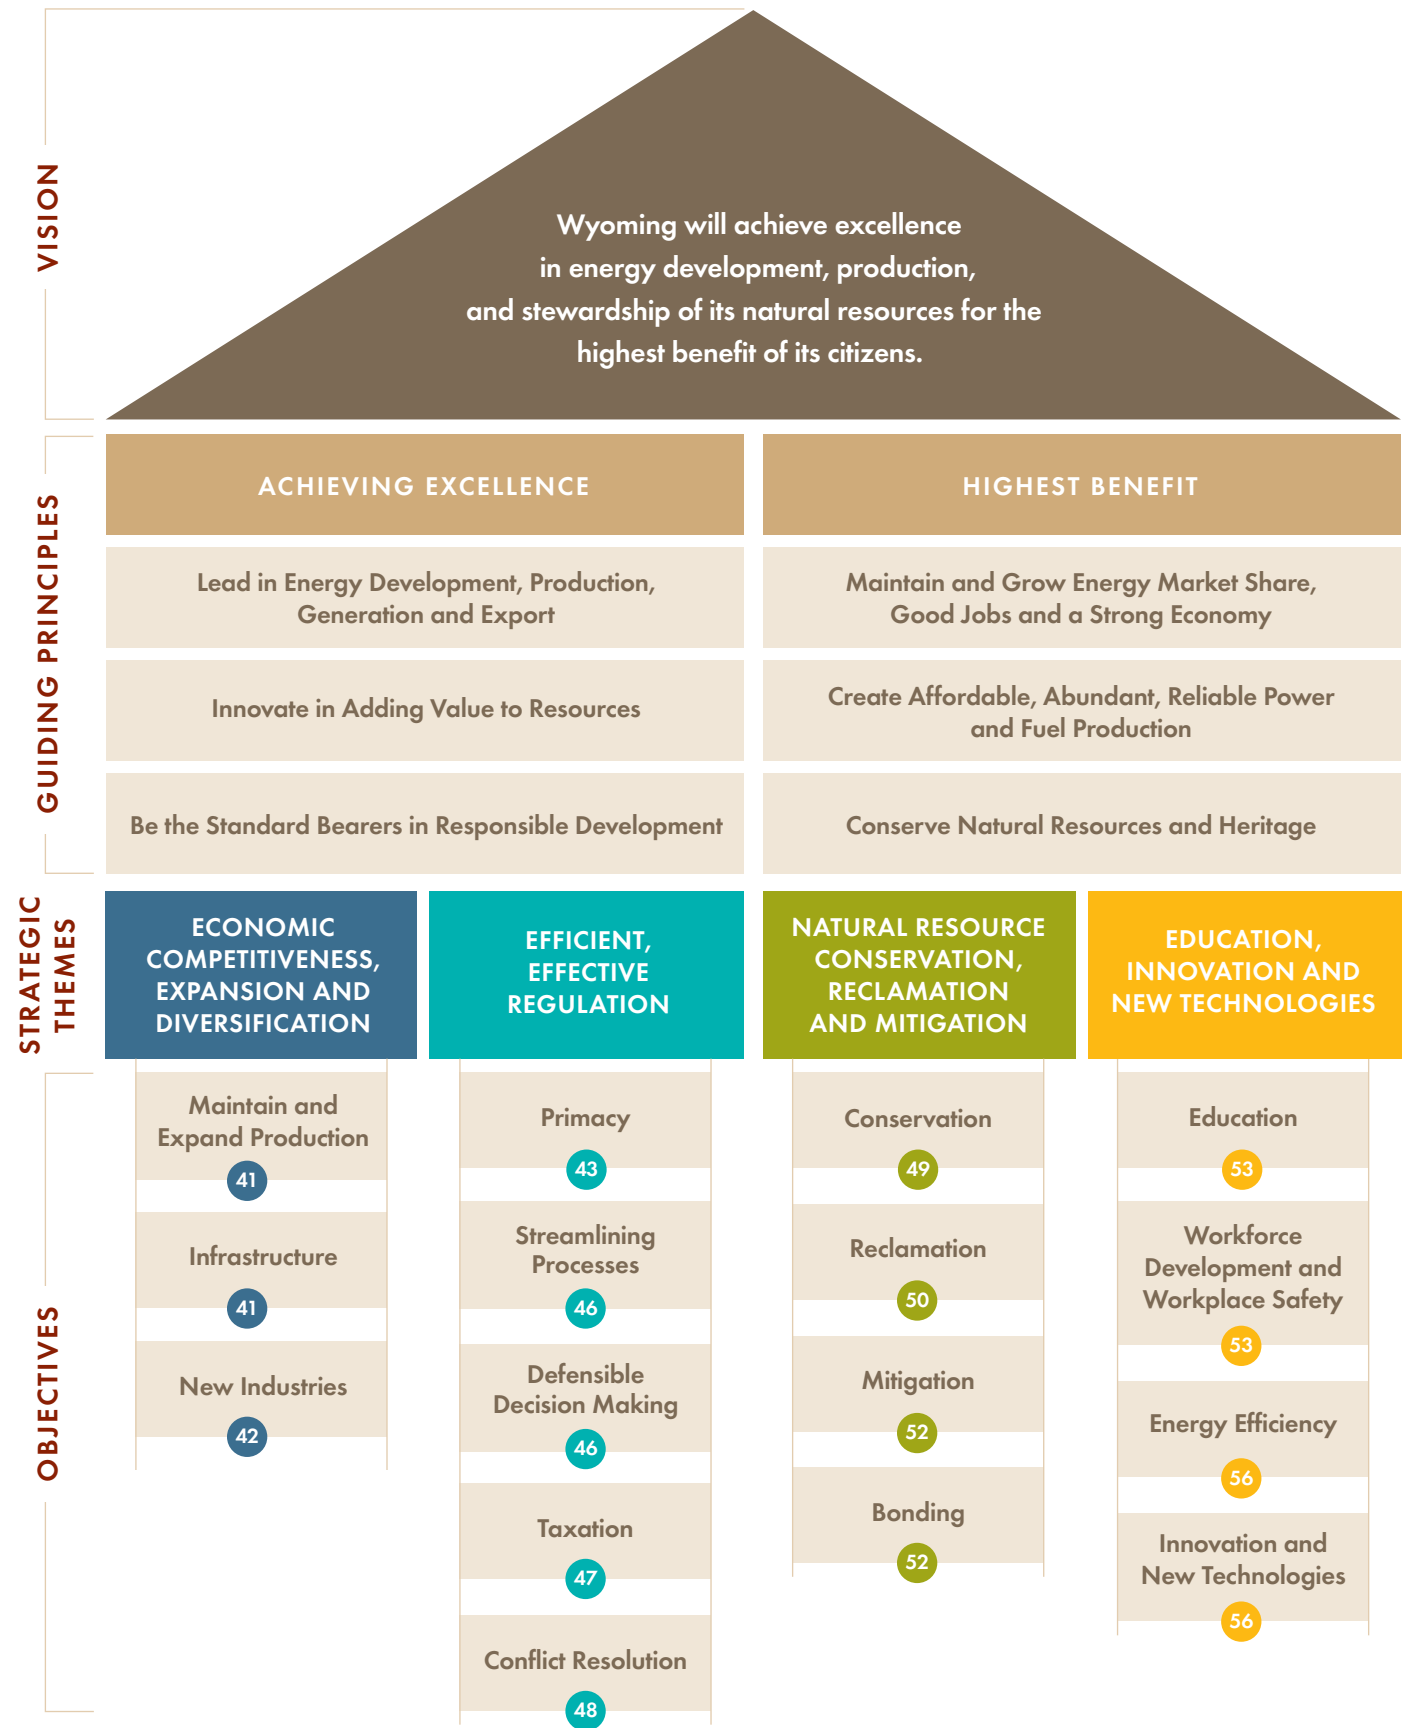 VISION
Wyoming will achieve excellence
in energy development, production,
and stewardship of its natural resources for the
highest benefit of its citizens.
GUIDING PRINCIPLES
ACHIEVING EXCELLENCE
Lead in Energy Development, Production,
Generation and Export
Innovate in Adding Value to Resources
Be the Standard Bearers in Responsible Development
HIGHEST BENEFIT
Maintain and Grow Energy Market Share,
Good Jobs and a Strong Economy
Create Affordable, Abundant, Reliable Power
and Fuel Production
Conserve Natural Resources and Heritage
STRATEGIC
THEMES
OBJECTIVES
ECONOMIC
COMPETITIVENESS,
EXPANSION AND
DIVERSIFICATION
Maintain and
Expand Production
41
Infrastructure
41
New Industries
42
EFFICIENT,
EFFECTIVE
REGULATION
Primacy
43
Streamlining
Processes
46
Defensible
Decision Making
46
Taxation
47
Conflict Resolution
48
NATURAL RESOURCE
CONSERVATION,
RECLAMATION
AND MITIGATION
Conservation
49
Reclamation
50
Mitigation
52
Bonding
52
EDUCATION,
INNOVATION AND
NEW TECHNOLOGIES
Education
53
Workforce
Development and
Workplace Safety
53
Energy Efficiency
56
Innovation and
New Technologies
56